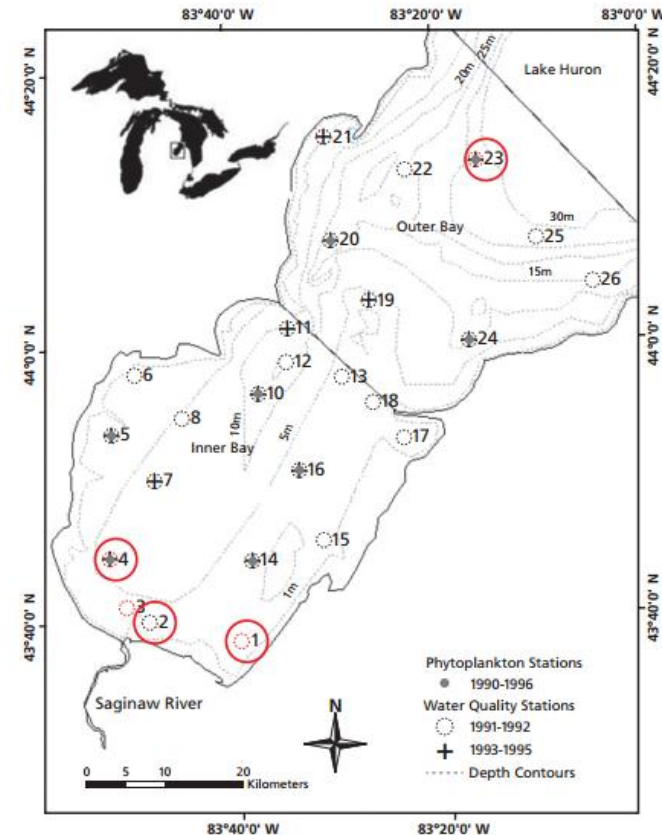 83°40' 0" W
83°20' 0" W
83°0' 0" W
44°20' 0" N
44°20' 0" N
Lake Huron
20m
25m
21
22
23
30m
Outer Bay
25
20
15m
26
19
24
44°0' 0" N
44°0' 0" N
11
12
13
6
10
18
8
10m
5m
5
Inner Bay
17
7
16
15
4
14
1m
3
2
1
43°40' 0" N
43°40' 0" N
Saginaw River
N
0 5 10 20
Kilometers
Phytoplankton Stations
1990-1996
Water Quality Stations
1991-1992
1993-1995
Depth Contours
83°40' 0" W
83°20' 0" W